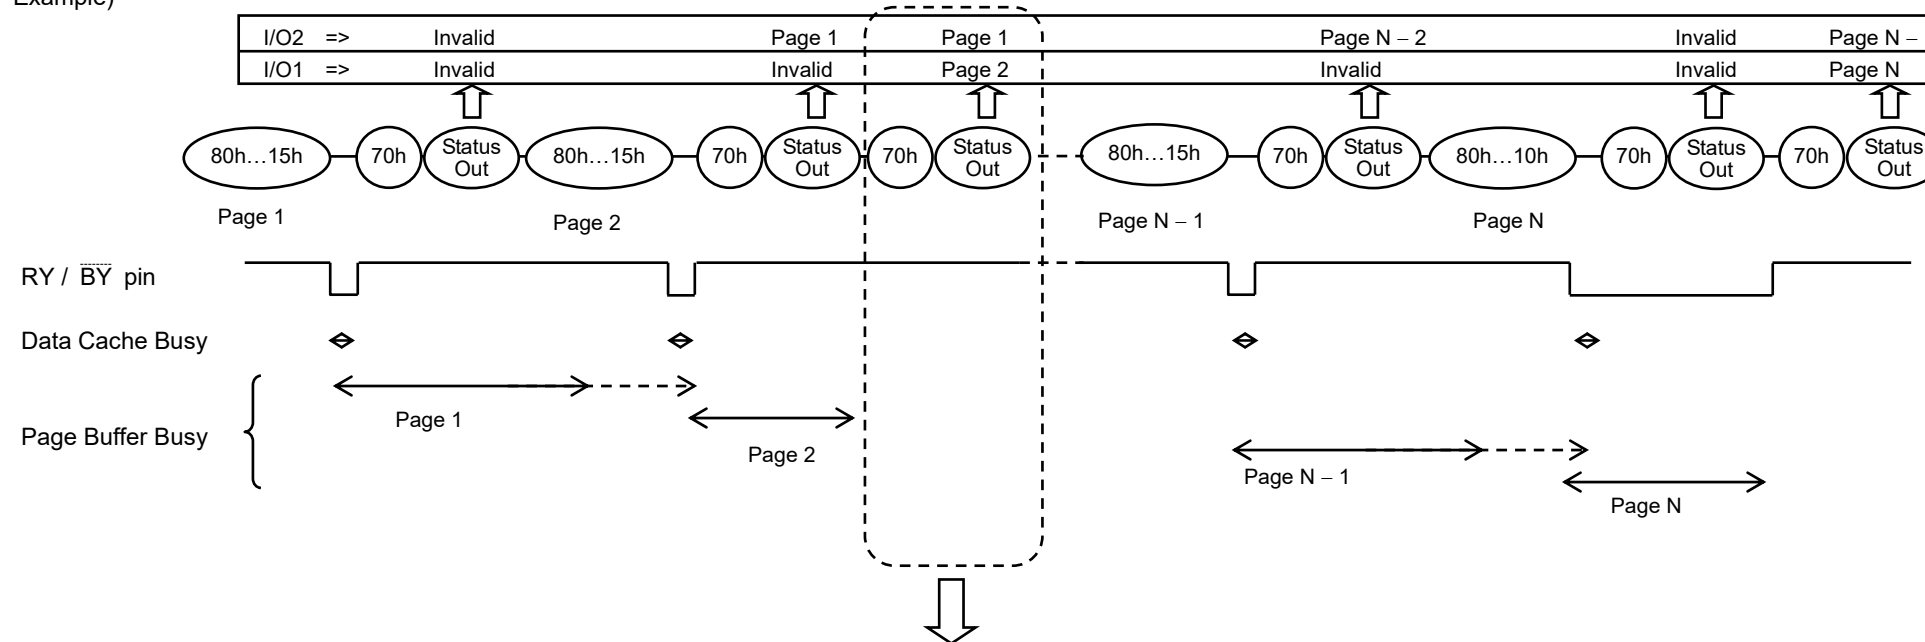 Example)
I/O2 => Invalid Page 1 Page 1 Page N – 2 Invalid Page N –
I/O1 => Invalid Invalid Page 2 Invalid Invalid Page N
80h…15h 70h Status Out 80h…15h 70h Status Out 70h Status Out 80h…15h 70h Status Out 80h…10h 70h Status Out 70h Status Out
Page 1 Page 2 Page N – 1 Page N
RY / BY pin
Data Cache Busy
Page 1
Page Buffer Busy
Page 2
Page N – 1
Page N